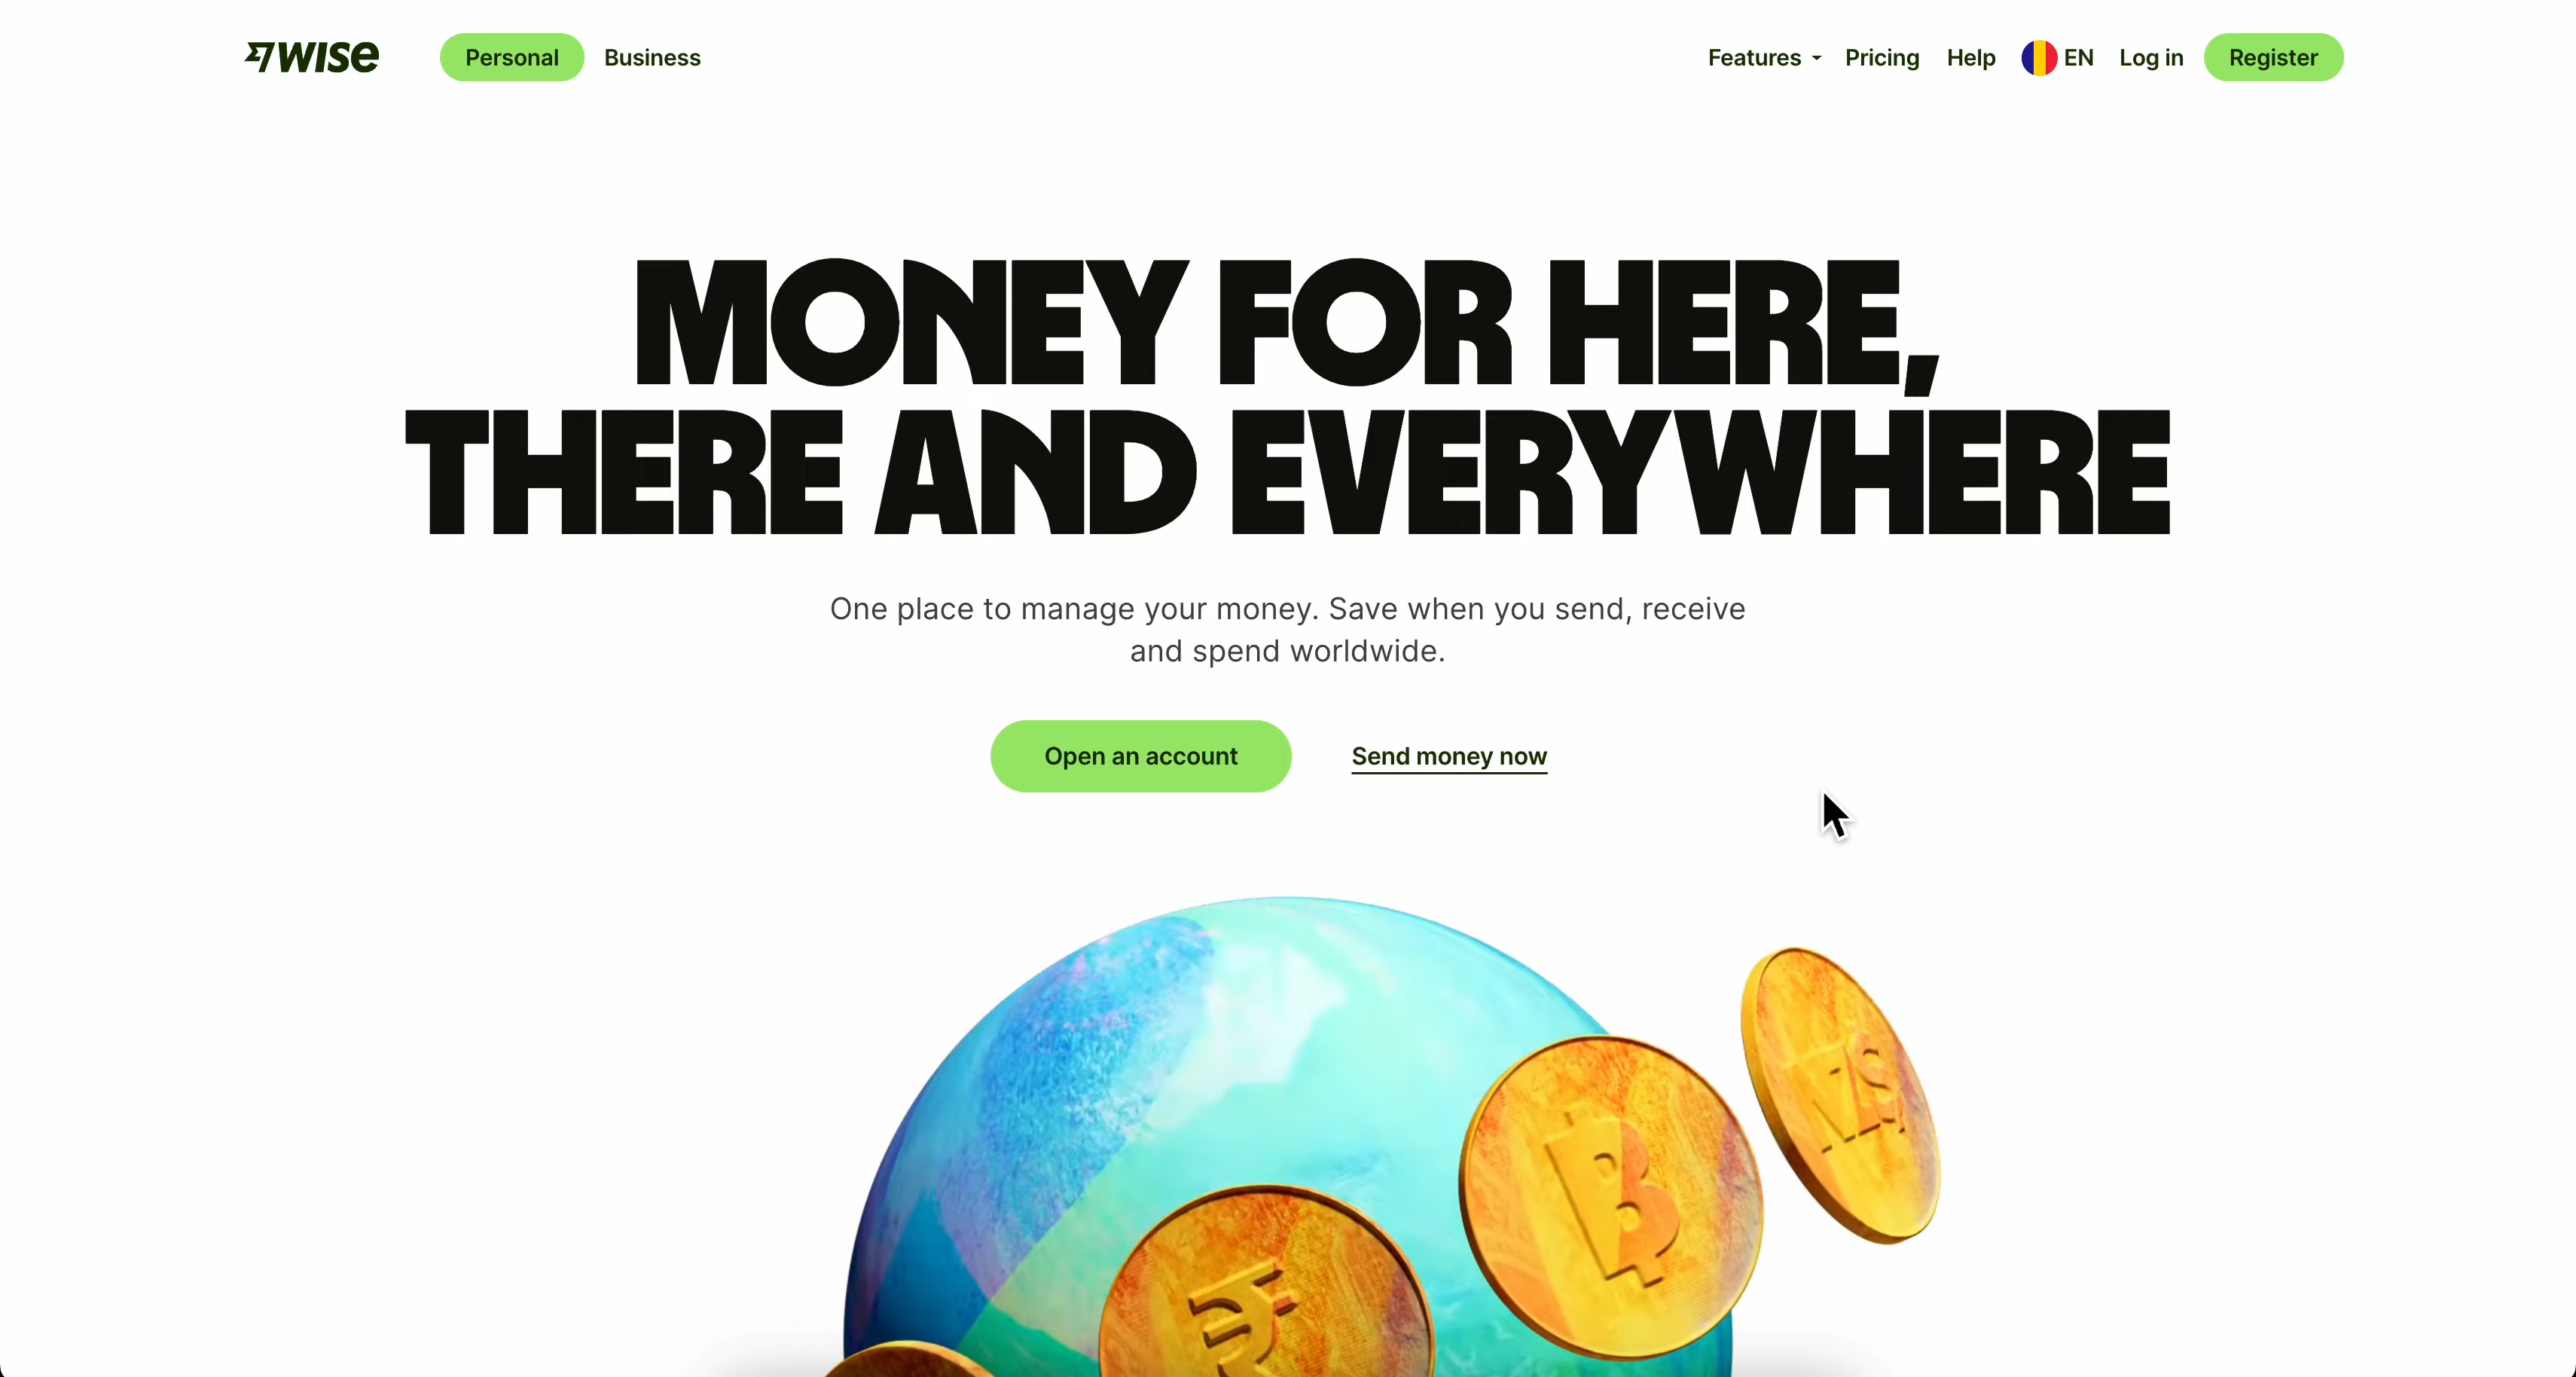 WISE
Personal
Business
Features
Pricing
Help
EN
Log in
Register
MONEY FOR HERE,
THERE AND EVERYWHERE
One place to manage your money. Save when you send, receive
and spend worldwide.
Open an account
Send money now
₹